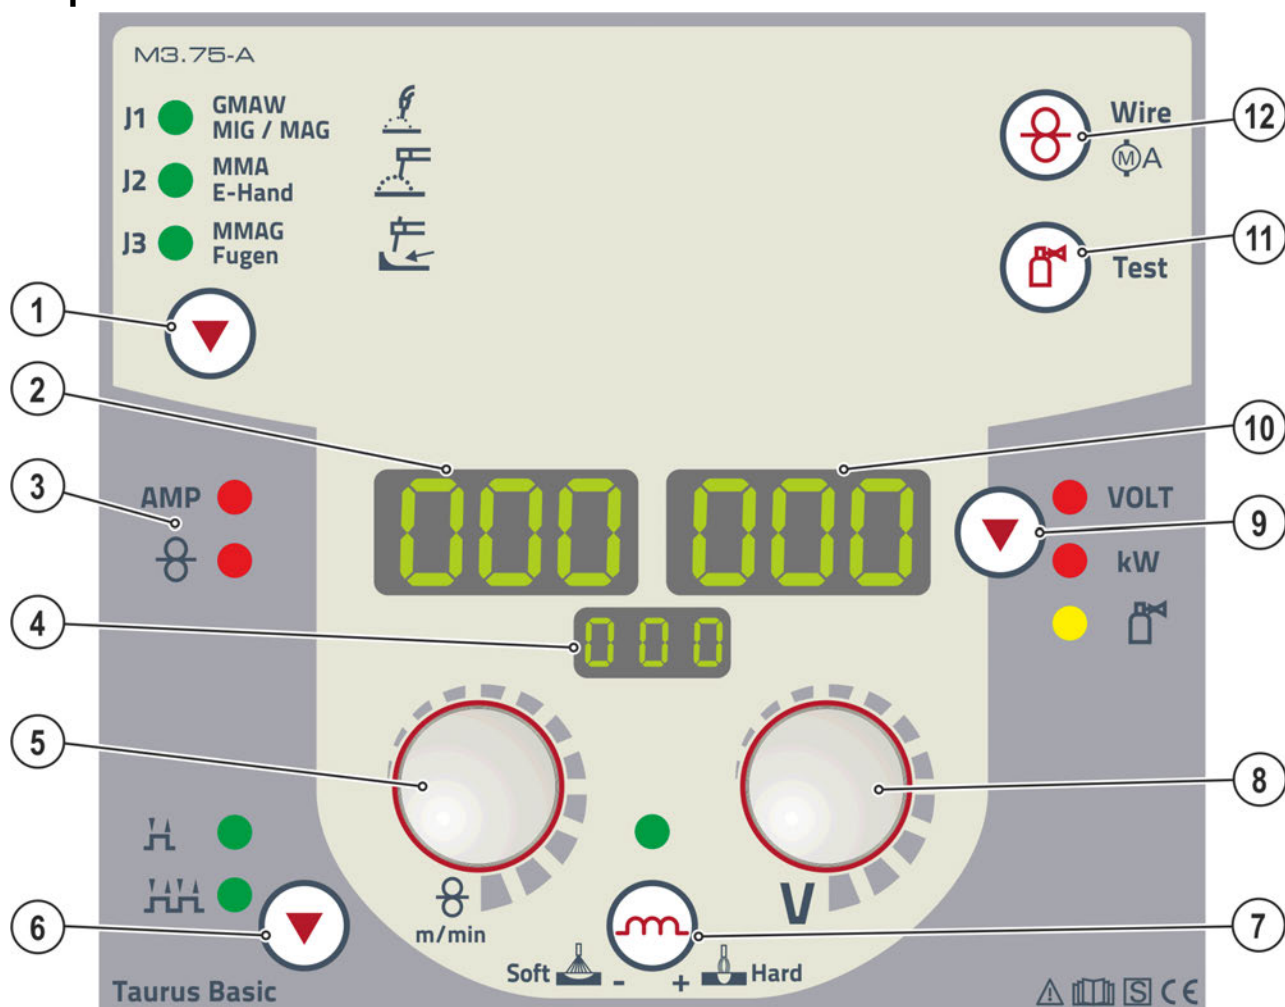 M3.75-A
J1 GMAW
MIG / MAG
J2 MMA
E-Hand
J3 MMAG
Fugen
Wire
M A
Test
12
11
1
2
10
3
AMP
000
000
VOLT
9
kW
4
000
5
8
m/min
V
6
7
Soft - + Hard
Taurus Basic
S CE